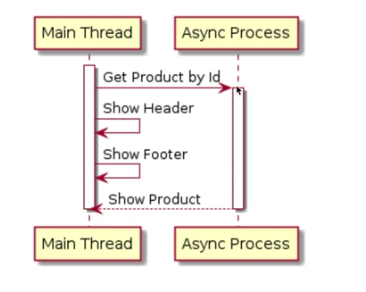 Main Thread
Async Process
Get Product by Id
Show Header
Show Footer
Show Product
Main Thread
Async Process